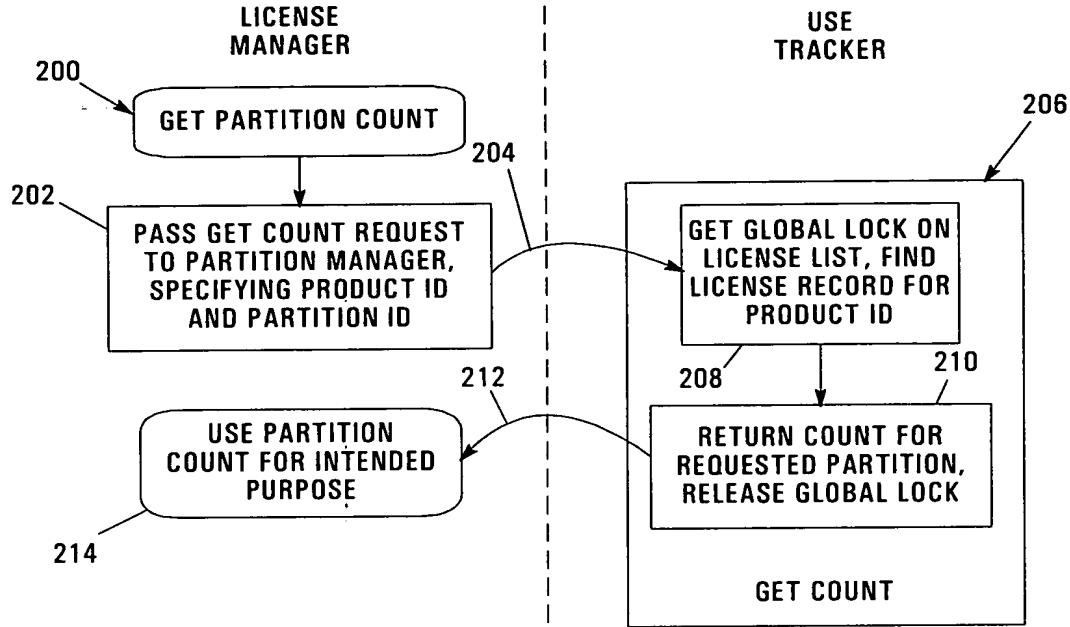 LICENSE
MANAGER
USE
TRACKER
200
GET PARTITION COUNT
206
204
202
PASS GET COUNT REQUEST
TO PARTITION MANAGER,
SPECIFYING PRODUCT ID
AND PARTITION ID
GET GLOBAL LOCK ON
LICENSE LIST, FIND
LICENSE RECORD FOR
PRODUCT ID
208
210
212
USE PARTITION
COUNT FOR INTENDED
PURPOSE
RETURN COUNT FOR
REQUESTED PARTITION,
RELEASE GLOBAL LOCK
214
GET COUNT